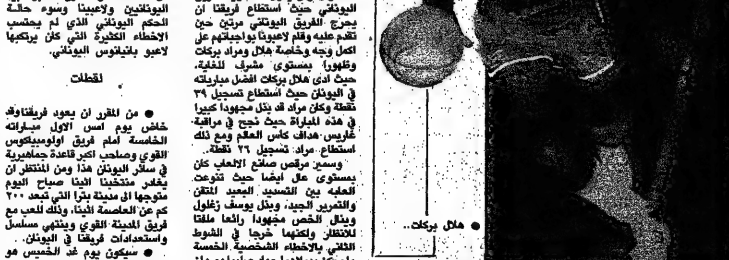 اليوناني حيث استطاع فريقنا ان
يحرج الفريق اليوناني مرتين حين
تقدم عليه وقام لاعبونا بواجباتهم على
اكمل وجه وخاصة هلال ومراد بركات
وظهورا بمستوى مشرف للغاية،
حيث ادى هلال بركات افضل مبارياته
في اليونان حيث استطاع تسجيل ٣٩
نقطة وكان مراد قد بذل مجهودا كبيرا
في هذه المباراة حيث نجح في مراقبة
غاريس هداف كاس العالم ومع ذلك
استطاع مراد تسجيل ٢٦ نقطة.
وسمير مرقص صانع الالعاب كان
بمستوى عال ايضا حيث تنوعت
العابه بين التسديد البعيد المتقن
والتمرير الجيد، وبذل يوسف زغلول
وينال الخص مجهودا رائعا ملفتا
للانظار ولكنهما خرجا في الشوط
الثاني بالاخطاء الشخصية الخمسة
اليونانيين ولاعبينا وسوء حالة
الحكم اليوناني الذي لم يحتسب
الاخطاء الكثيرة التي كان يرتكبها
لاعبو بانيانوس اليوناني.
لقطات
● من المقرر ان يعود فريقنا وقد
خاض يوم امس الاول مباراته
الخامسة امام فريق اولومبياكوس
القوي وصاحب اكبر قاعدة جماهيرية
في سائر اليونان هذا ومن المنتظر ان
يغادر منتخبنا اثينا صباح اليوم
متوجها الى مدينة بترا التي تبعد ٢٠٠
كم عن العاصمة اثينا، وذلك للعب مع
فريق المدينة القوي وينتهي مسلسل
واستعدادات فريقنا في اليونان.
● سيكون يوم غد الخميس هو
● هلال بركات..